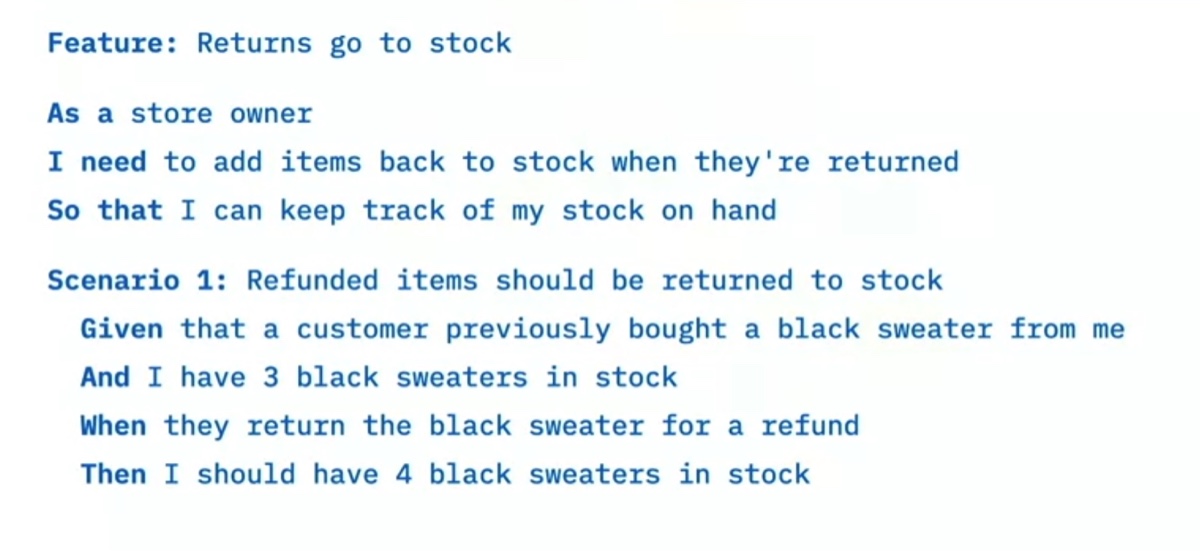 Feature: Returns go to stock
As a store owner
I need to add items back to stock when they're returned
So that I can keep track of my stock on hand
Scenario 1: Refunded items should be returned to stock
Given that a customer previously bought a black sweater from me
And I have 3 black sweaters in stock
When they return the black sweater for a refund
Then I should have 4 black sweaters in stock